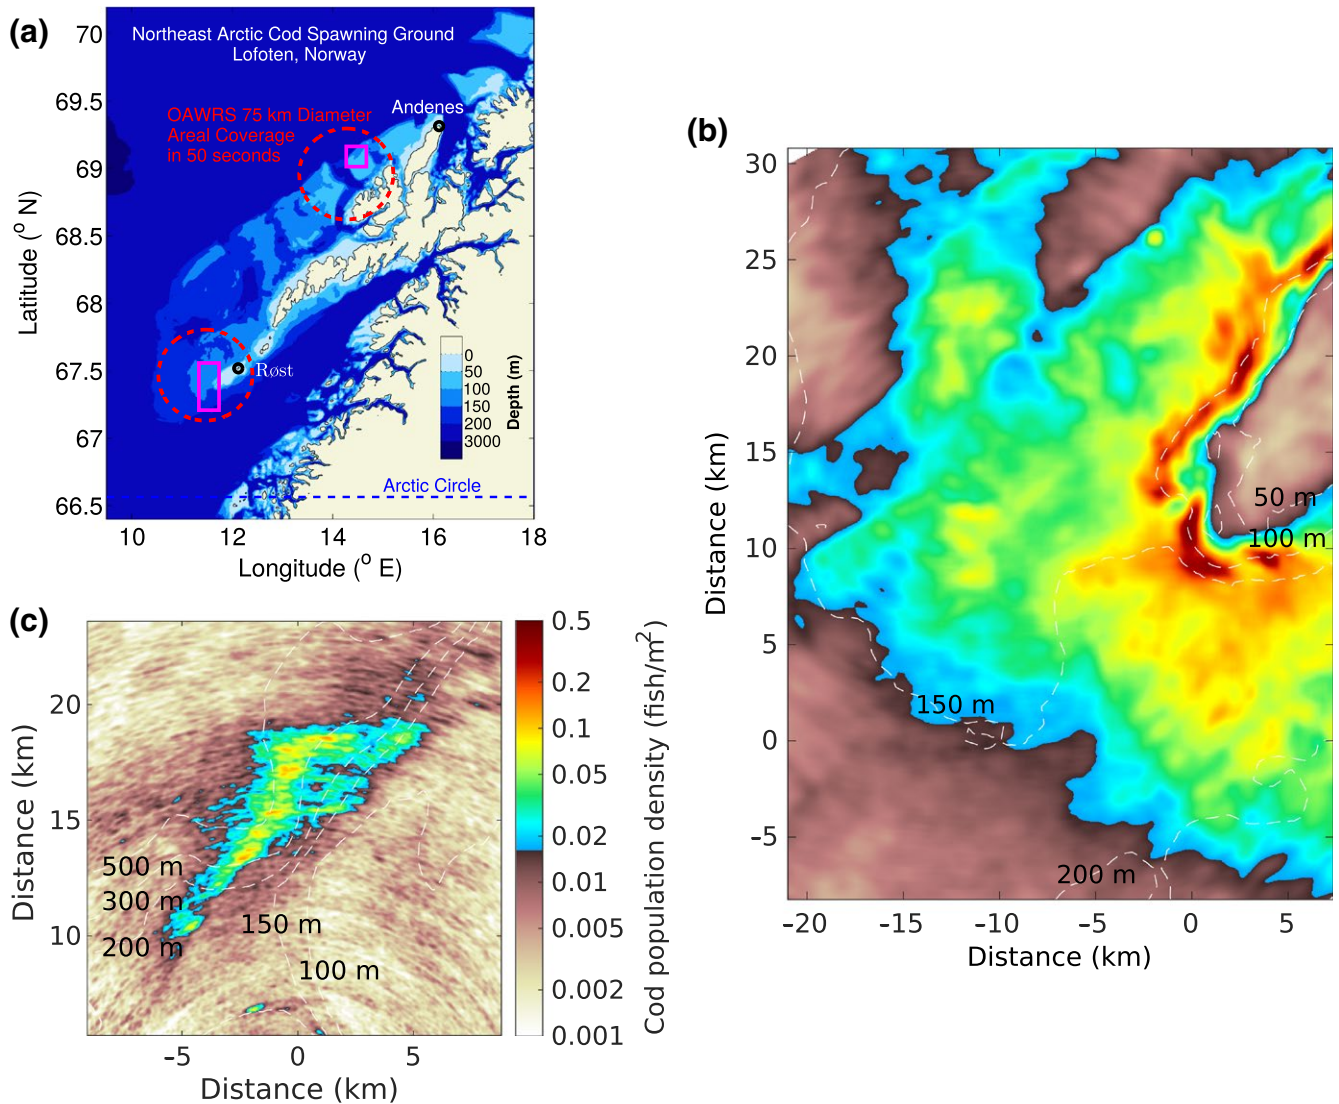 (a)
Northeast Arctic Cod Spawning Ground
Lofoten, Norway
OAWRS 75 km Diameter
Areal Coverage
in 50 seconds
Andenes
Røst
Arctic Circle
0
50
100
150
200
3000
Depth (m)
70
69.5
69
68.5
68
67.5
67
66.5
Latitude (° N)
10
12
14
16
18
Longitude (° E)
(b)
30
25
20
15
10
5
0
-5
Distance (km)
50 m
100 m
150 m
200 m
-20
-15
-10
-5
0
5
Distance (km)
(c)
20
15
10
Distance (km)
500 m
300 m
200 m
150 m
100 m
-5
0
5
Distance (km)
0.5
0.2
0.1
0.05
0.02
0.01
0.005
0.002
0.001
Cod population density (fish/m²)